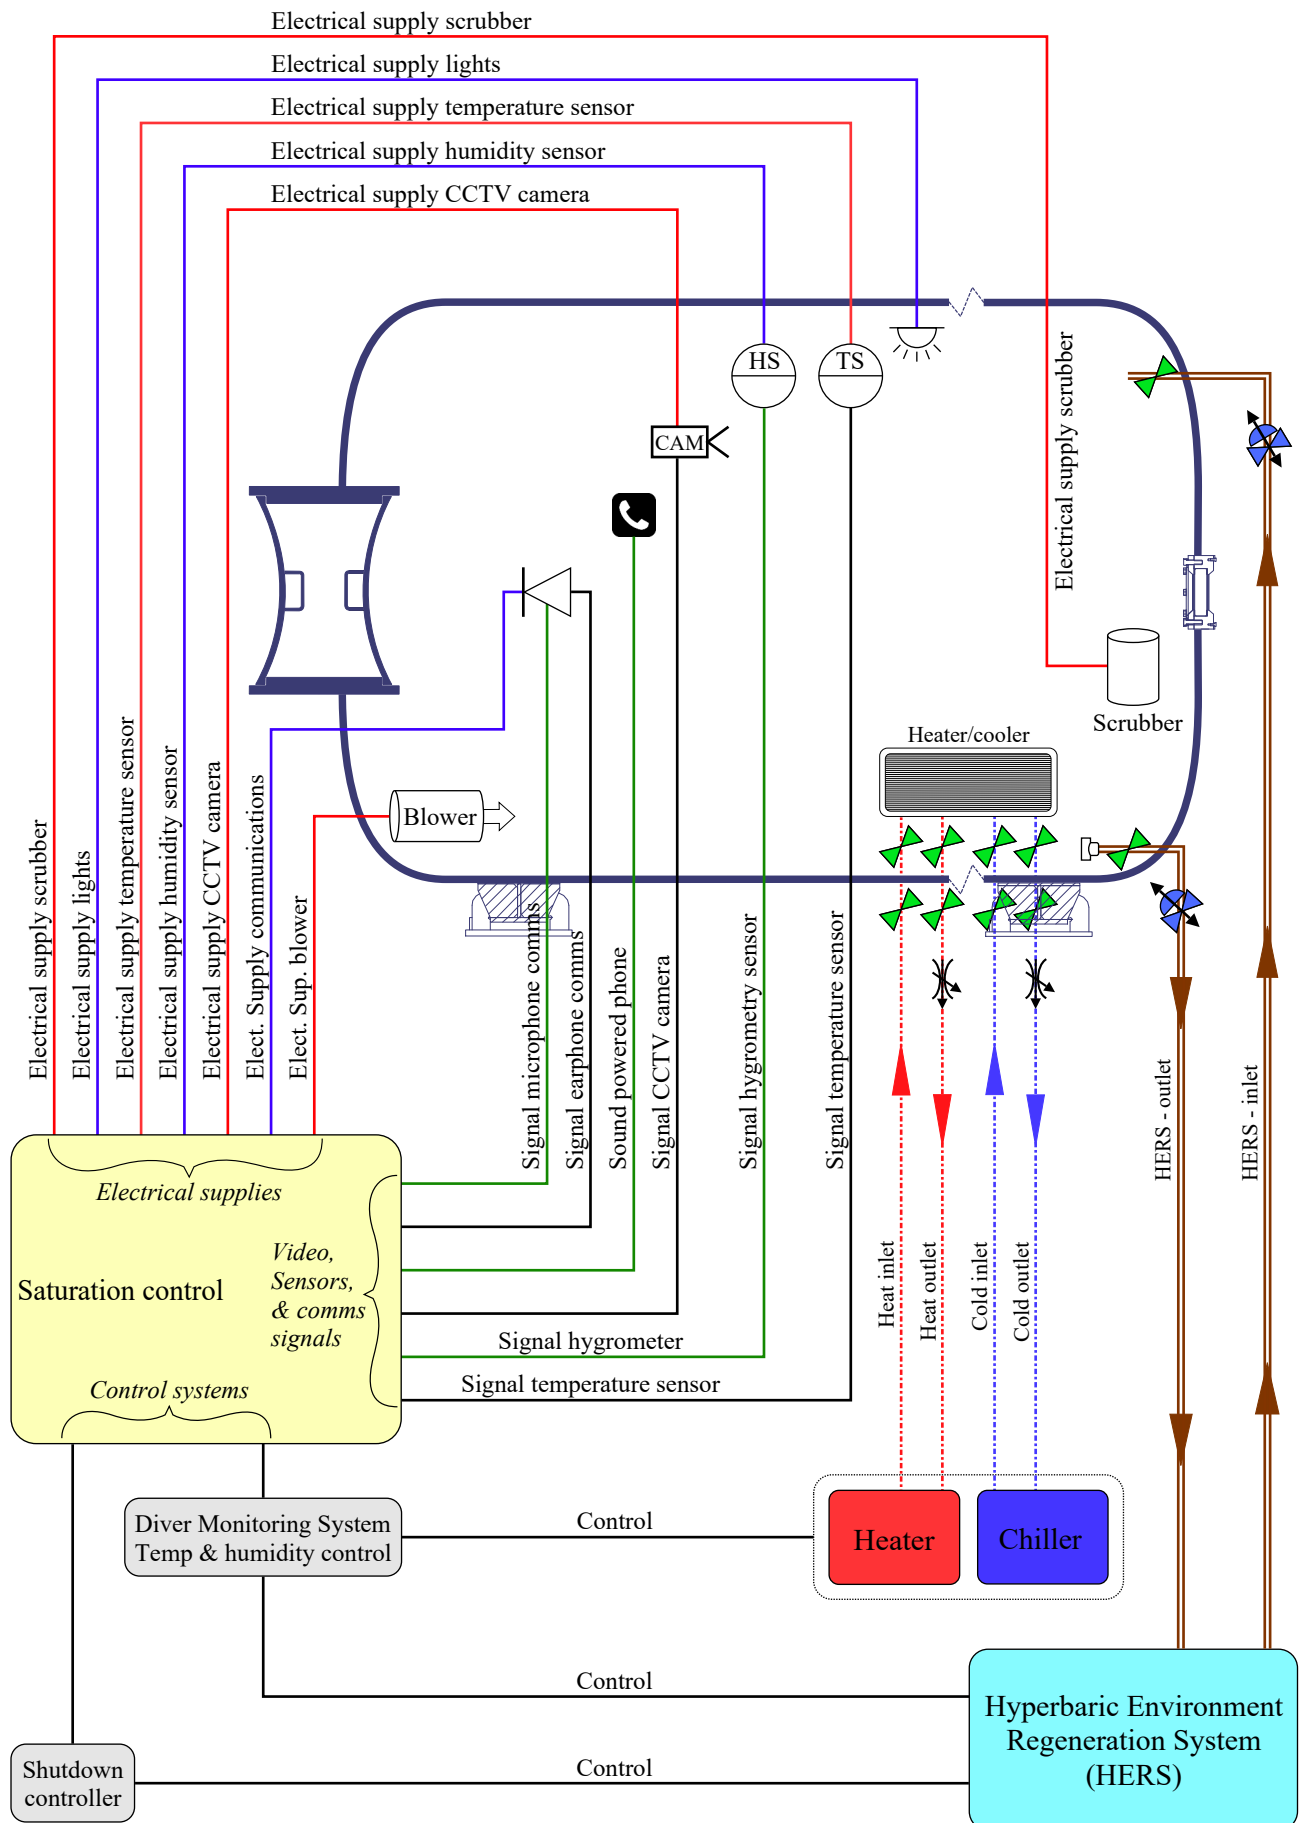 Electrical supply scrubber
Electrical supply lights
Electrical supply temperature sensor
Electrical supply humidity sensor
Electrical supply CCTV camera
HS
TS
CAM
Electrical supply scrubber
Scrubber
Heater/cooler
Blower
Electrical supply scrubber
Electrical supply lights
Electrical supply temperature sensor
Electrical supply humidity sensor
Electrical supply CCTV camera
Elect. Supply communications
Elect. Sup. blower
Signal microphone comms
Signal earphone comms
Sound powered phone
Signal CCTV camera
Signal hygrometry sensor
Signal temperature sensor
HERS - outlet
HERS - inlet
Heat inlet
Heat outlet
Cold inlet
Cold outlet
Electrical supplies
Video,
Sensors,
& comms
signals
Saturation control
Control systems
Signal hygrometer
Signal temperature sensor
Diver Monitoring System
Temp & humidity control
Control
Heater
Chiller
Control
Hyperbaric Environment
Regeneration System
(HERS)
Shutdown
controller
Control